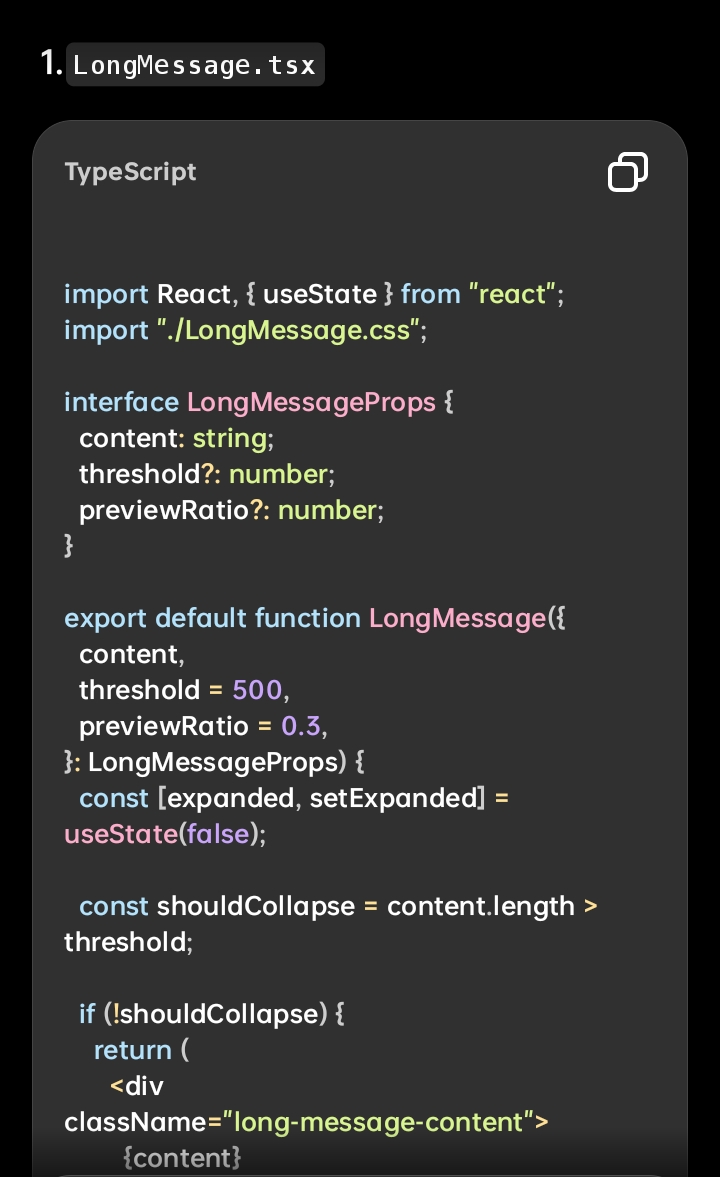 1. LongMessage.tsx
TypeScript
import React, { useState } from "react";
import "./LongMessage.css";
interface LongMessageProps {
  content: string;
  threshold?: number;
  previewRatio?: number;
}
export default function LongMessage({
  content,
  threshold = 500,
  previewRatio = 0.3,
}: LongMessageProps) {
  const [expanded, setExpanded] =
useState(false);
  const shouldCollapse = content.length >
threshold;
  if (!shouldCollapse) {
    return (
      <div
className="long-message-content">
        {content}